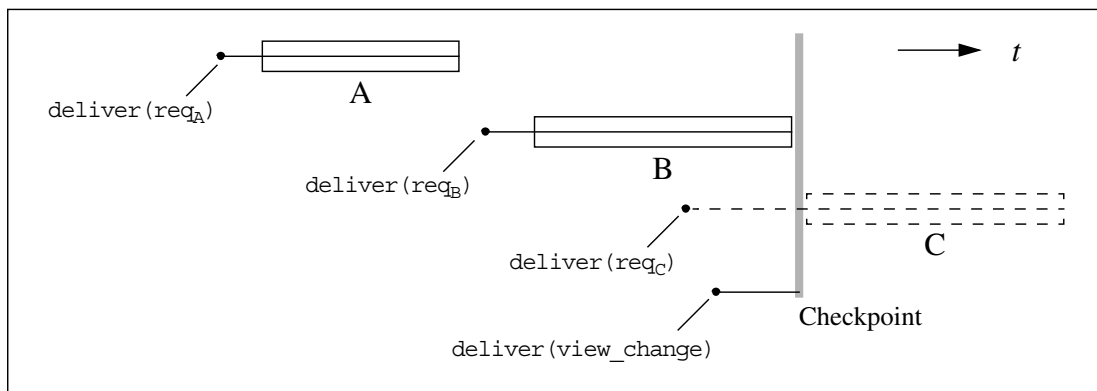 t
A
deliver(req_A)
B
deliver(req_B)
C
deliver(req_C)
Checkpoint
deliver(view_change)